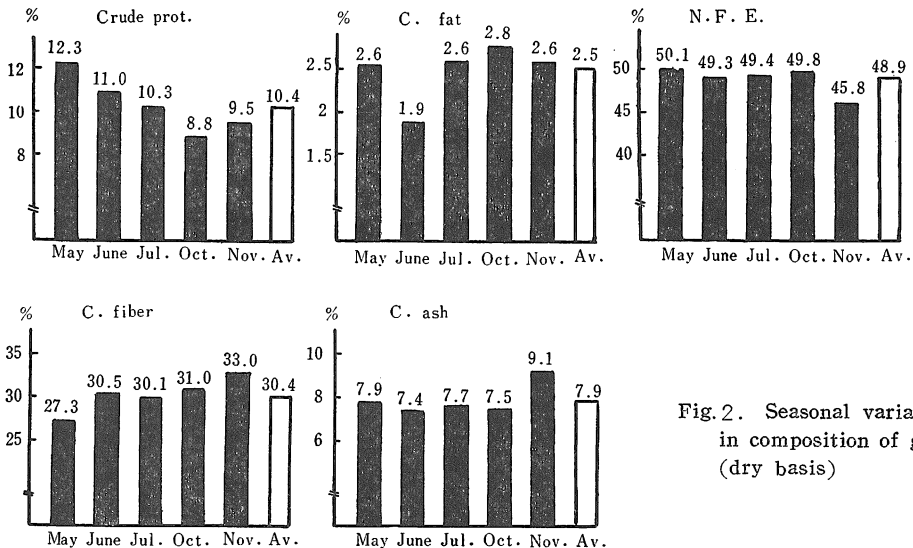 % Crude prot.
12.3
12
11.0
10.3
10.4
10
9.5
8.8
8
May June Jul. Oct. Nov. Av.
% C. fat
2.8
2.6 2.6 2.6
2.5 2.5
2
1.9
1.5
May June Jul. Oct. Nov. Av.
% N.F.E.
50.1 49.3 49.4 49.8 48.9
50
45.8
45
40
May June Jul. Oct. Nov. Av.
% C. fiber
35
33.0
30.5 30.1 31.0 30.4
30
27.3
25
May June Jul. Oct. Nov. Av.
% C. ash
10
9.1
7.9 7.4 7.7 7.5 7.9
8
6
May June Jul. Oct. Nov. Av.
Fig. 2. Seasonal varia
in composition of g
(dry basis)